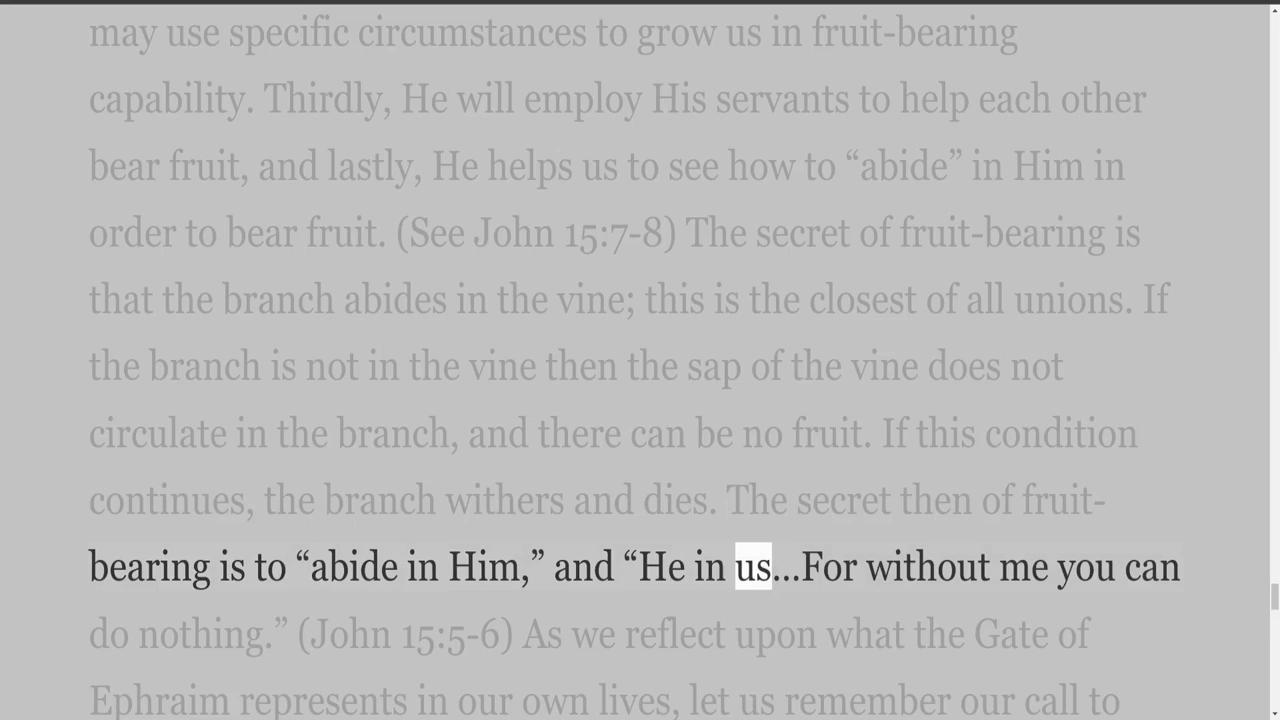 may use specific circumstances to grow us in fruit-bearing
capability. Thirdly, He will employ His servants to help each other
bear fruit, and lastly, He helps us to see how to “abide” in Him in
order to bear fruit. (See John 15:7-8) The secret of fruit-bearing is
that the branch abides in the vine; this is the closest of all unions. If
the branch is not in the vine then the sap of the vine does not
circulate in the branch, and there can be no fruit. If this condition
continues, the branch withers and dies. The secret then of fruit-
bearing is to “abide in Him,” and “He in us...For without me you can
do nothing.” (John 15:5-6) As we reflect upon what the Gate of
Ephraim represents in our own lives, let us remember our call to